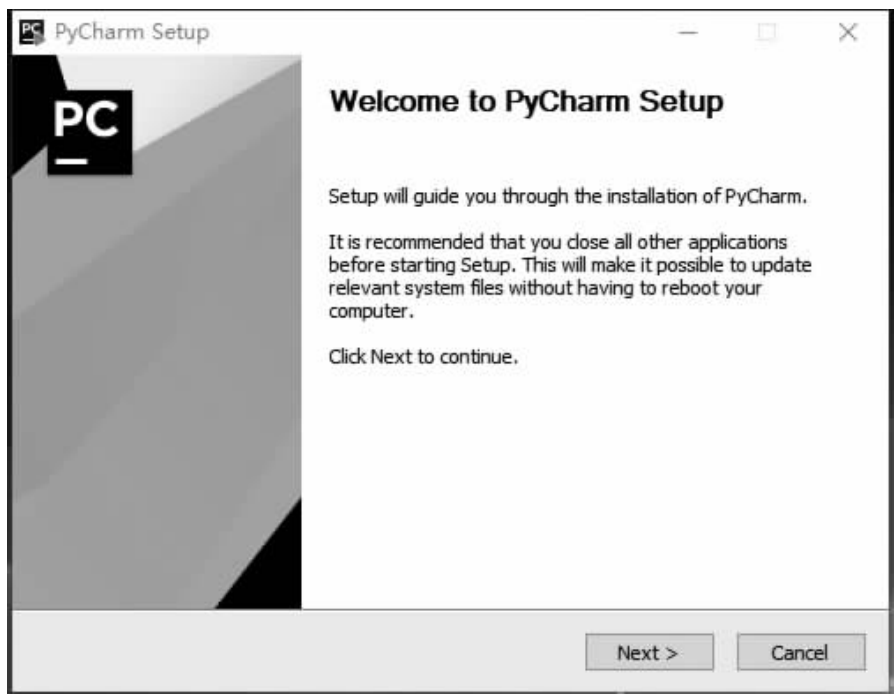 PC PyCharm Setup
PC
Welcome to PyCharm Setup
Setup will guide you through the installation of PyCharm.
It is recommended that you close all other applications
before starting Setup. This will make it possible to update
relevant system files without having to reboot your
computer.
Click Next to continue.
Next >
Cancel